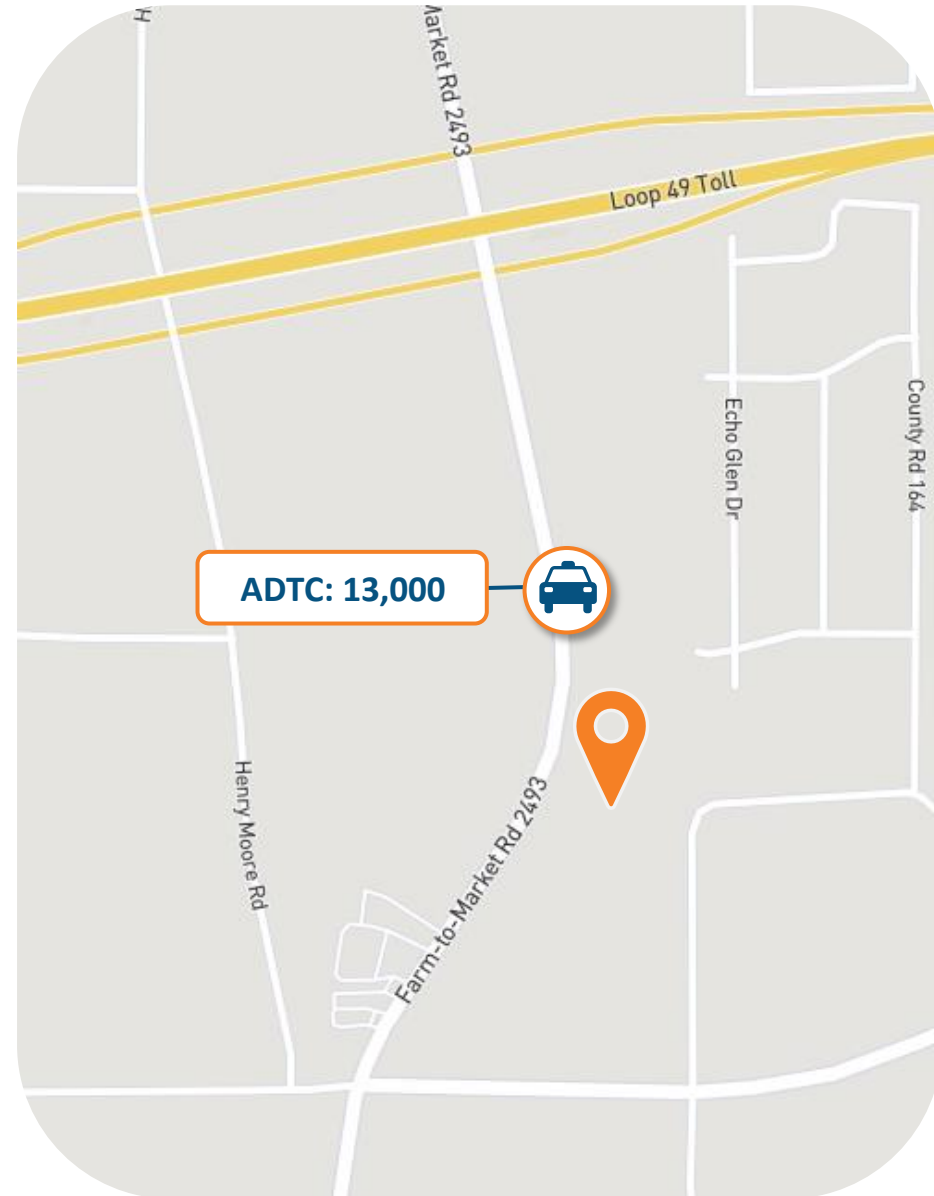 H
Market Rd 2493
Loop 49 Toll
Echo Glen Dr
County Rd 164
ADTC: 13,000
Henry Moore Rd
Farm-to-Market Rd 2493